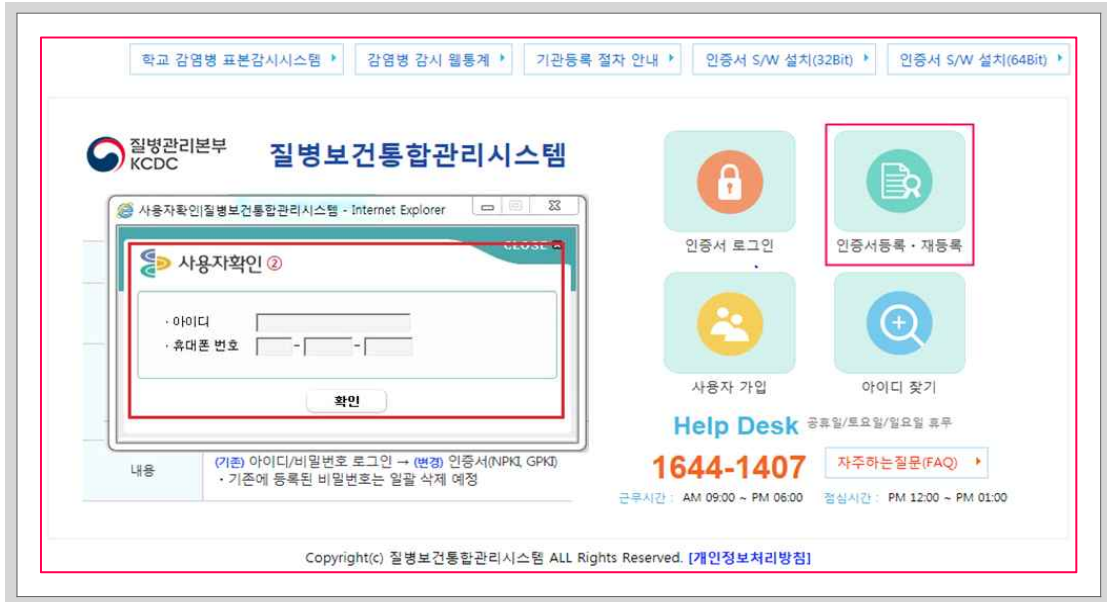 학교 감염병 표본감시시스템
감염병 감시 웹통계
기관등록 절차 안내
인증서 S/W 설치(32Bit)
인증서 S/W 설치(64Bit)
질병관리본부
KCDC
질병보건통합관리시스템
사용자확인|질병보건통합관리시스템 - Internet Explorer
CLOSE
사용자확인 ②
· 아이디
· 휴대폰 번호 - -
확인
인증서 로그인
인증서등록・재등록
사용자 가입
아이디 찾기
내용
(기존) 아이디/비밀번호 로그인 → (변경) 인증서(NPKI, GPKI)
・기존에 등록된 비밀번호는 일괄 삭제 예정
Help Desk 공휴일/토요일/일요일 휴무
1644-1407
자주하는질문(FAQ)
근무시간 : AM 09:00 ~ PM 06:00 점심시간 : PM 12:00 ~ PM 01:00
Copyright(c) 질병보건통합관리시스템 ALL Rights Reserved. [개인정보처리방침]